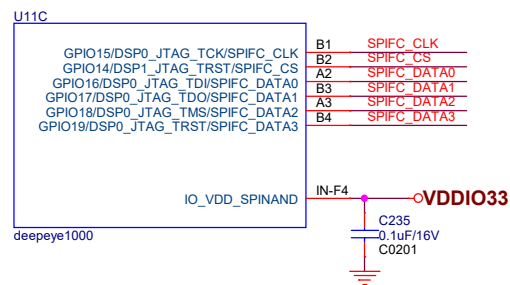 U11C
GPIO15/DSP0_JTAG_TCK/SPIFC_CLK B1 SPIFC_CLK
GPIO14/DSP1_JTAG_TRST/SPIFC_CS B2 SPIFC_CS
GPIO16/DSP0_JTAG_TDI/SPIFC_DATA0 A2 SPIFC_DATA0
GPIO17/DSP0_JTAG_TDO/SPIFC_DATA1 B3 SPIFC_DATA1
GPIO18/DSP0_JTAG_TMS/SPIFC_DATA2 A3 SPIFC_DATA2
GPIO19/DSP0_JTAG_TRST/SPIFC_DATA3 B4 SPIFC_DATA3
IO_VDD_SPINAND IN-F4 VDDIO33
C235
0.1uF/16V
C0201
deepeye1000